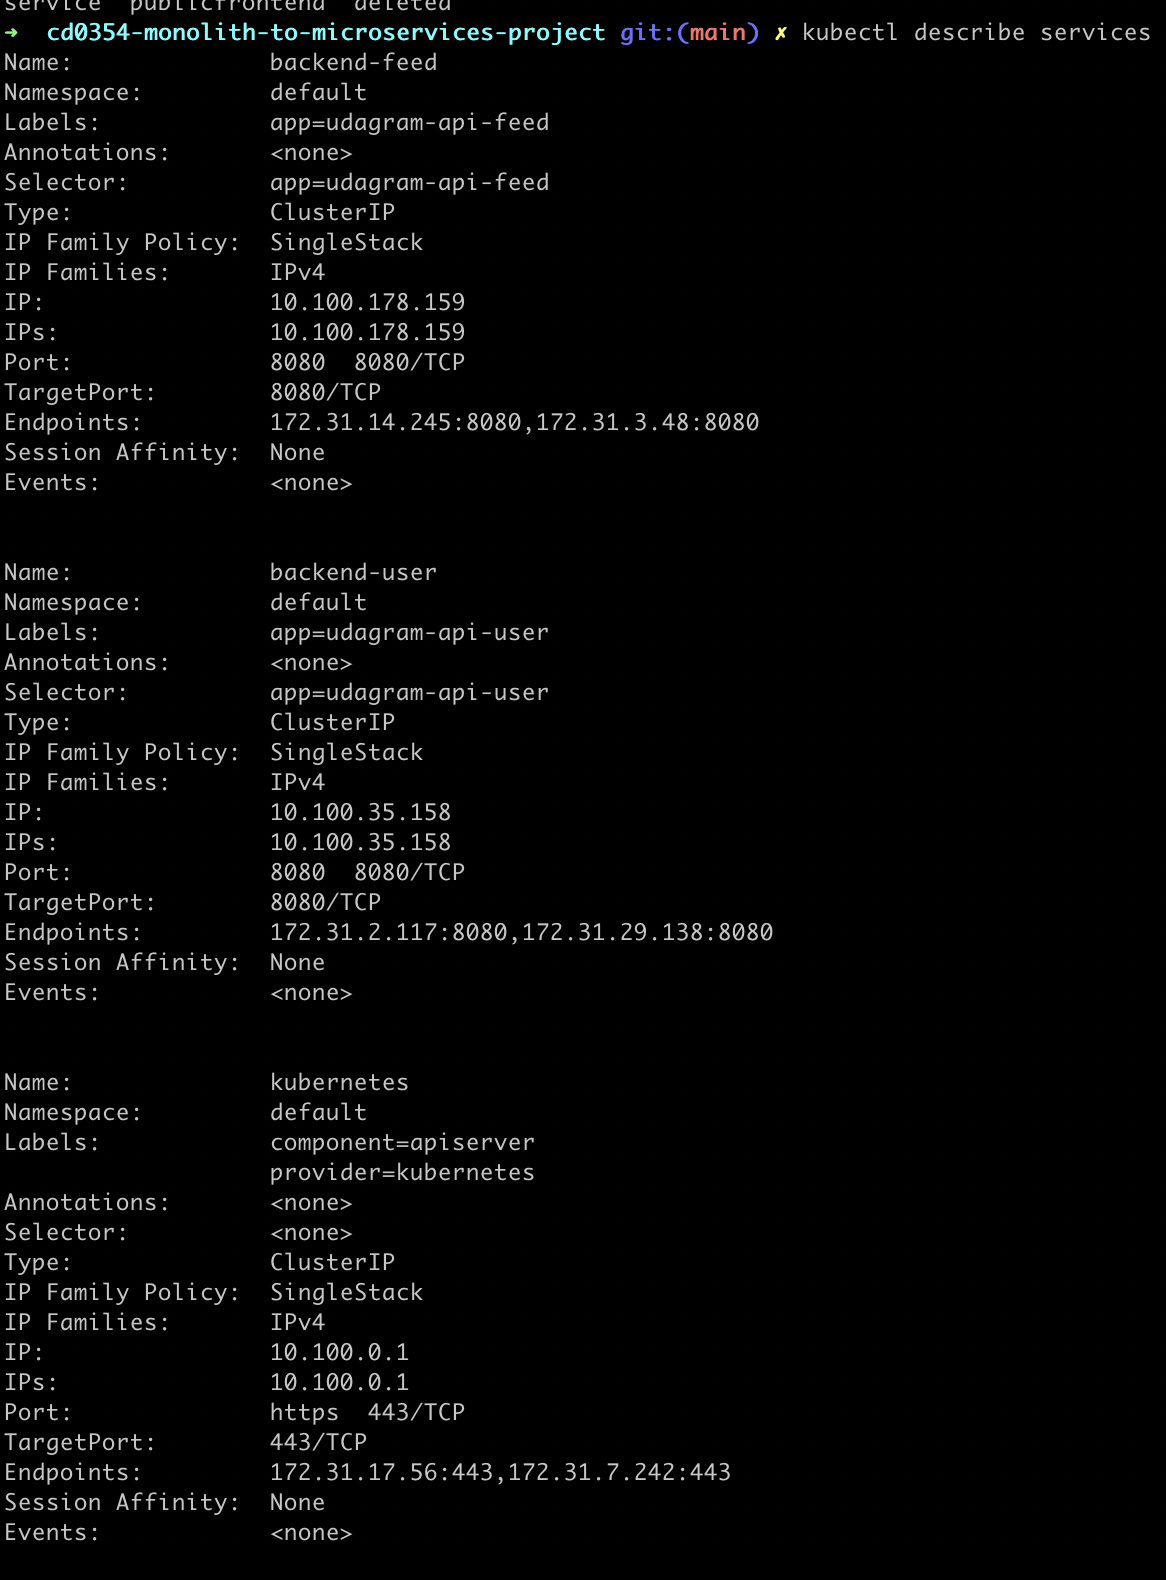 service  publicfrontend  deleted
➜  cd0354-monolith-to-microservices-project git:(main) ✗ kubectl describe services
Name:              backend-feed
Namespace:         default
Labels:            app=udagram-api-feed
Annotations:       <none>
Selector:          app=udagram-api-feed
Type:              ClusterIP
IP Family Policy:  SingleStack
IP Families:       IPv4
IP:                10.100.178.159
IPs:               10.100.178.159
Port:              8080  8080/TCP
TargetPort:        8080/TCP
Endpoints:         172.31.14.245:8080,172.31.3.48:8080
Session Affinity:  None
Events:            <none>
Name:              backend-user
Namespace:         default
Labels:            app=udagram-api-user
Annotations:       <none>
Selector:          app=udagram-api-user
Type:              ClusterIP
IP Family Policy:  SingleStack
IP Families:       IPv4
IP:                10.100.35.158
IPs:               10.100.35.158
Port:              8080  8080/TCP
TargetPort:        8080/TCP
Endpoints:         172.31.2.117:8080,172.31.29.138:8080
Session Affinity:  None
Events:            <none>
Name:              kubernetes
Namespace:         default
Labels:            component=apiserver
                   provider=kubernetes
Annotations:       <none>
Selector:          <none>
Type:              ClusterIP
IP Family Policy:  SingleStack
IP Families:       IPv4
IP:                10.100.0.1
IPs:               10.100.0.1
Port:              https  443/TCP
TargetPort:        443/TCP
Endpoints:         172.31.17.56:443,172.31.7.242:443
Session Affinity:  None
Events:            <none>